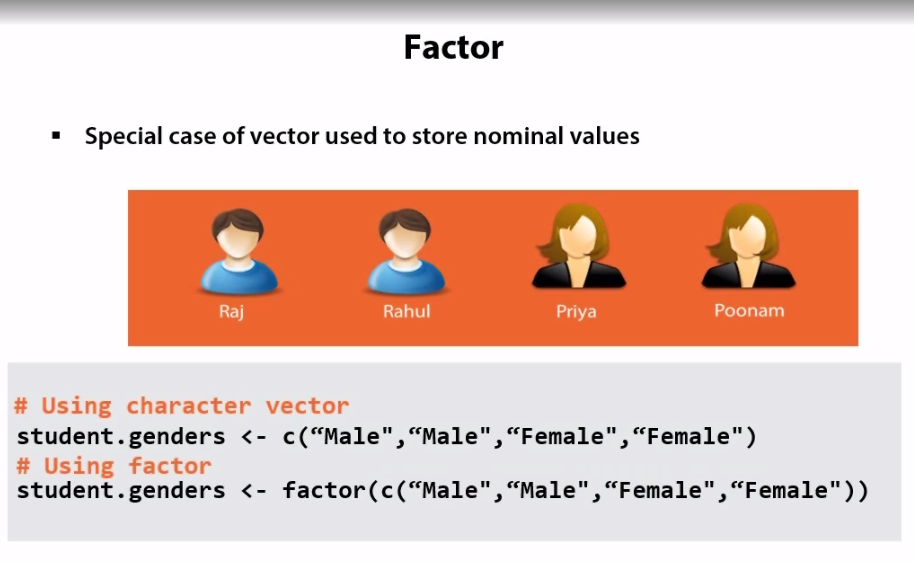 Factor
▪ Special case of vector used to store nominal values
Raj Rahul Priya Poonam
# Using character vector
student.genders <- c(“Male",“Male",“Female",“Female")
# Using factor
student.genders <- factor(c(“Male",“Male",“Female",“Female"))